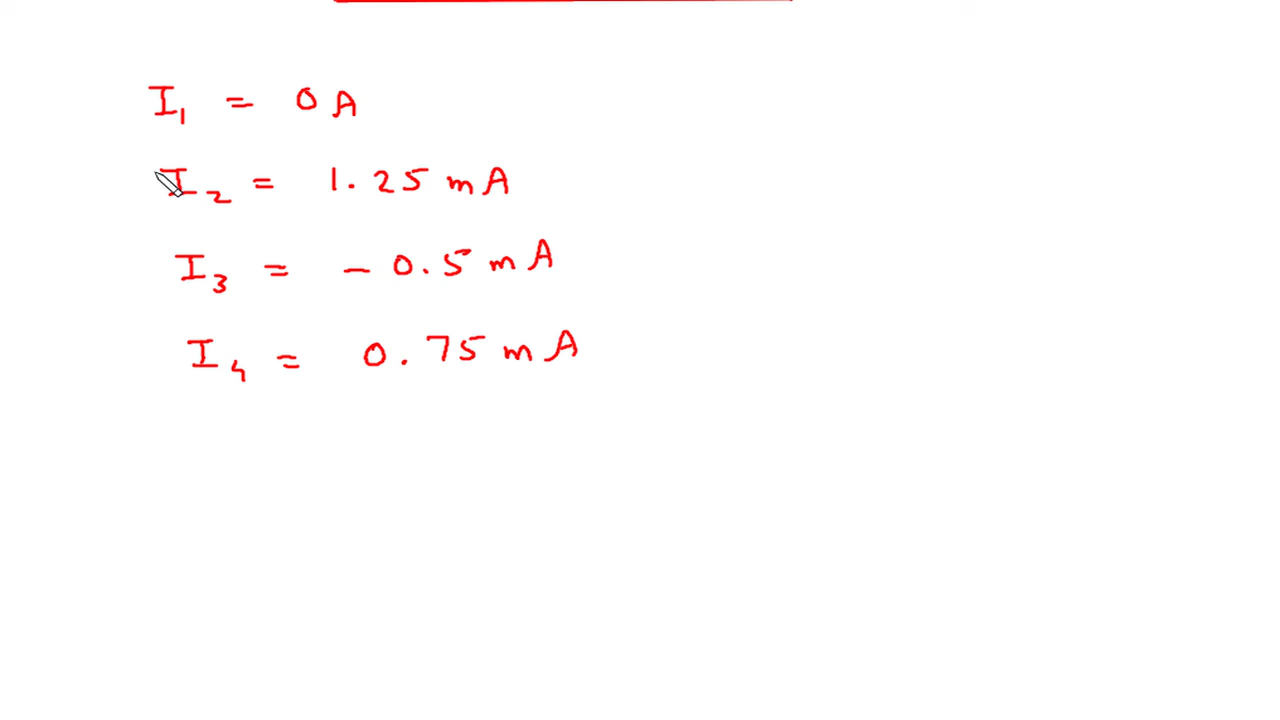 I₁ = 0 A
I₂ = 1.25 mA
I₃ = - 0.5 mA
I₄ = 0.75 mA